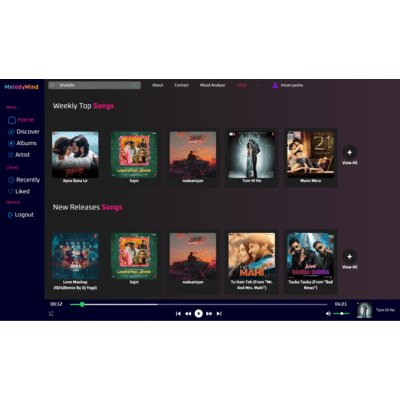 MelodyMind
About
Contact
Mood Analyse
Imran pasha
Menu
Home
Discover
Albums
Artist
Library
Recently
Liked
General
Logout
Weekly Top Songs
Apna Bana Le
Sajni
nadaaniyan
Tum Hi Ho
Mann Mera
View All
New Releases Songs
Love Mashup
2024(Remix By Dj Yogii)
Sajni
nadaaniyan
Tu Hain Toh (From "Mr.
And Mrs. Mahi")
Tauba Tauba (From "Bad
News")
View All
MAHI
21
00:12
04:21
Tum Hi Ho